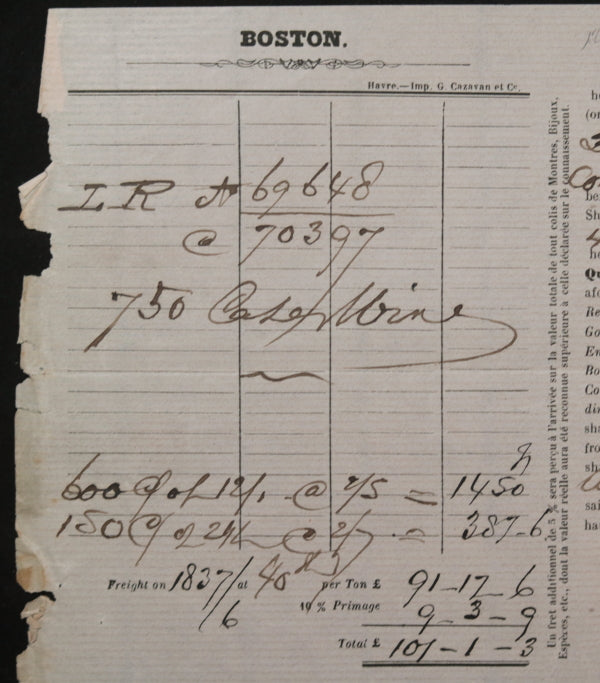 BOSTON.
Havre.—Imp. G. Cazavan et Cie.
I R No 69648
@ 70397
750 Cases Wine
600 C/ of 12/1 @ 2/5 = 1450
150 C/ of 24/ @ 2/7 = 387-6
Freight on 1837/6 at 40 per Ton £ 91-17-6
10 % Primage 9-3-9
Total £ 101-1-3
Un fret additionnel de 5 % sera perçu à l'arrivée sur la valeur totale de tout colis de Montres, Bijoux,
Espèces, etc., dont la valeur réelle aura été reconnue supérieure à celle déclarée sur le connaissement.